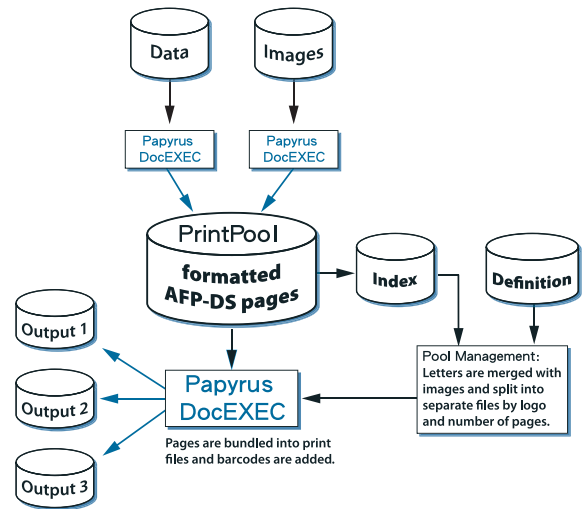 Data
Images
Papyrus
DocEXEC
Papyrus
DocEXEC
PrintPool
formatted
AFP-DS pages
Index
Definition
Output 1
Output 2
Output 3
Papyrus
DocEXEC
Pages are bundled into print
files and barcodes are added.
Pool Management:
Letters are merged with
images and split into
separate files by logo
and number of pages.